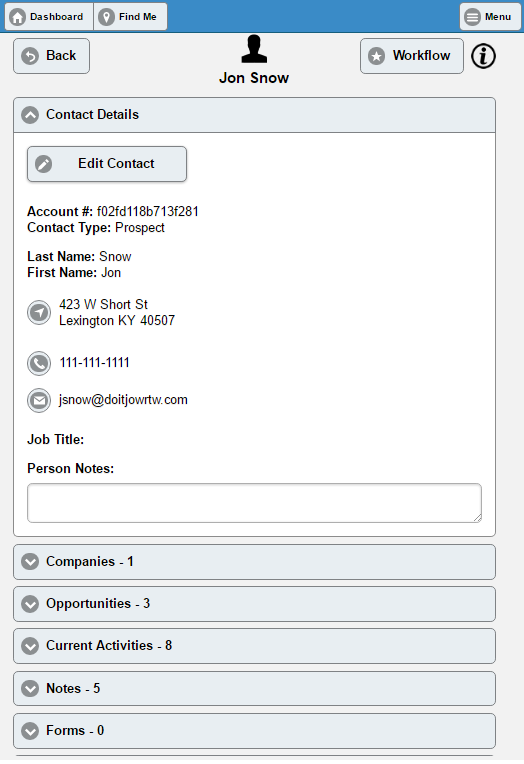 Dashboard Find Me Menu
Back Workflow
Jon Snow
Contact Details
Edit Contact
Account #: f02fd118b713f281
Contact Type: Prospect
Last Name: Snow
First Name: Jon
423 W Short St
Lexington KY 40507
111-111-1111
jsnow@doitjowrtw.com
Job Title:
Person Notes:
Companies - 1
Opportunities - 3
Current Activities - 8
Notes - 5
Forms - 0